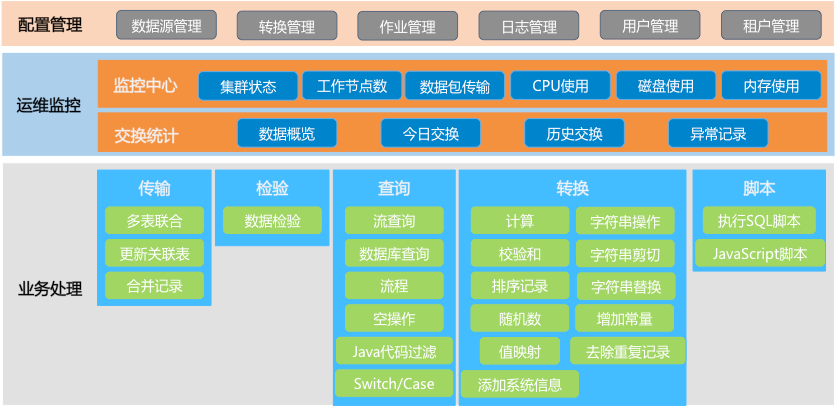 配置管理 数据源管理 转换管理 作业管理 日志管理 用户管理 租户管理
运维监控
监控中心 集群状态 工作节点数 数据包传输 CPU使用 磁盘使用 内存使用
交换统计 数据概览 今日交换 历史交换 异常记录
业务处理
传输
多表联合
更新关联表
合并记录
检验
数据检验
查询
流查询
数据库查询
流程
空操作
Java代码过滤
Switch/Case
转换
计算 字符串操作
校验和 字符串剪切
排序记录 字符串替换
随机数 增加常量
值映射 去除重复记录
添加系统信息
脚本
执行SQL脚本
JavaScript脚本